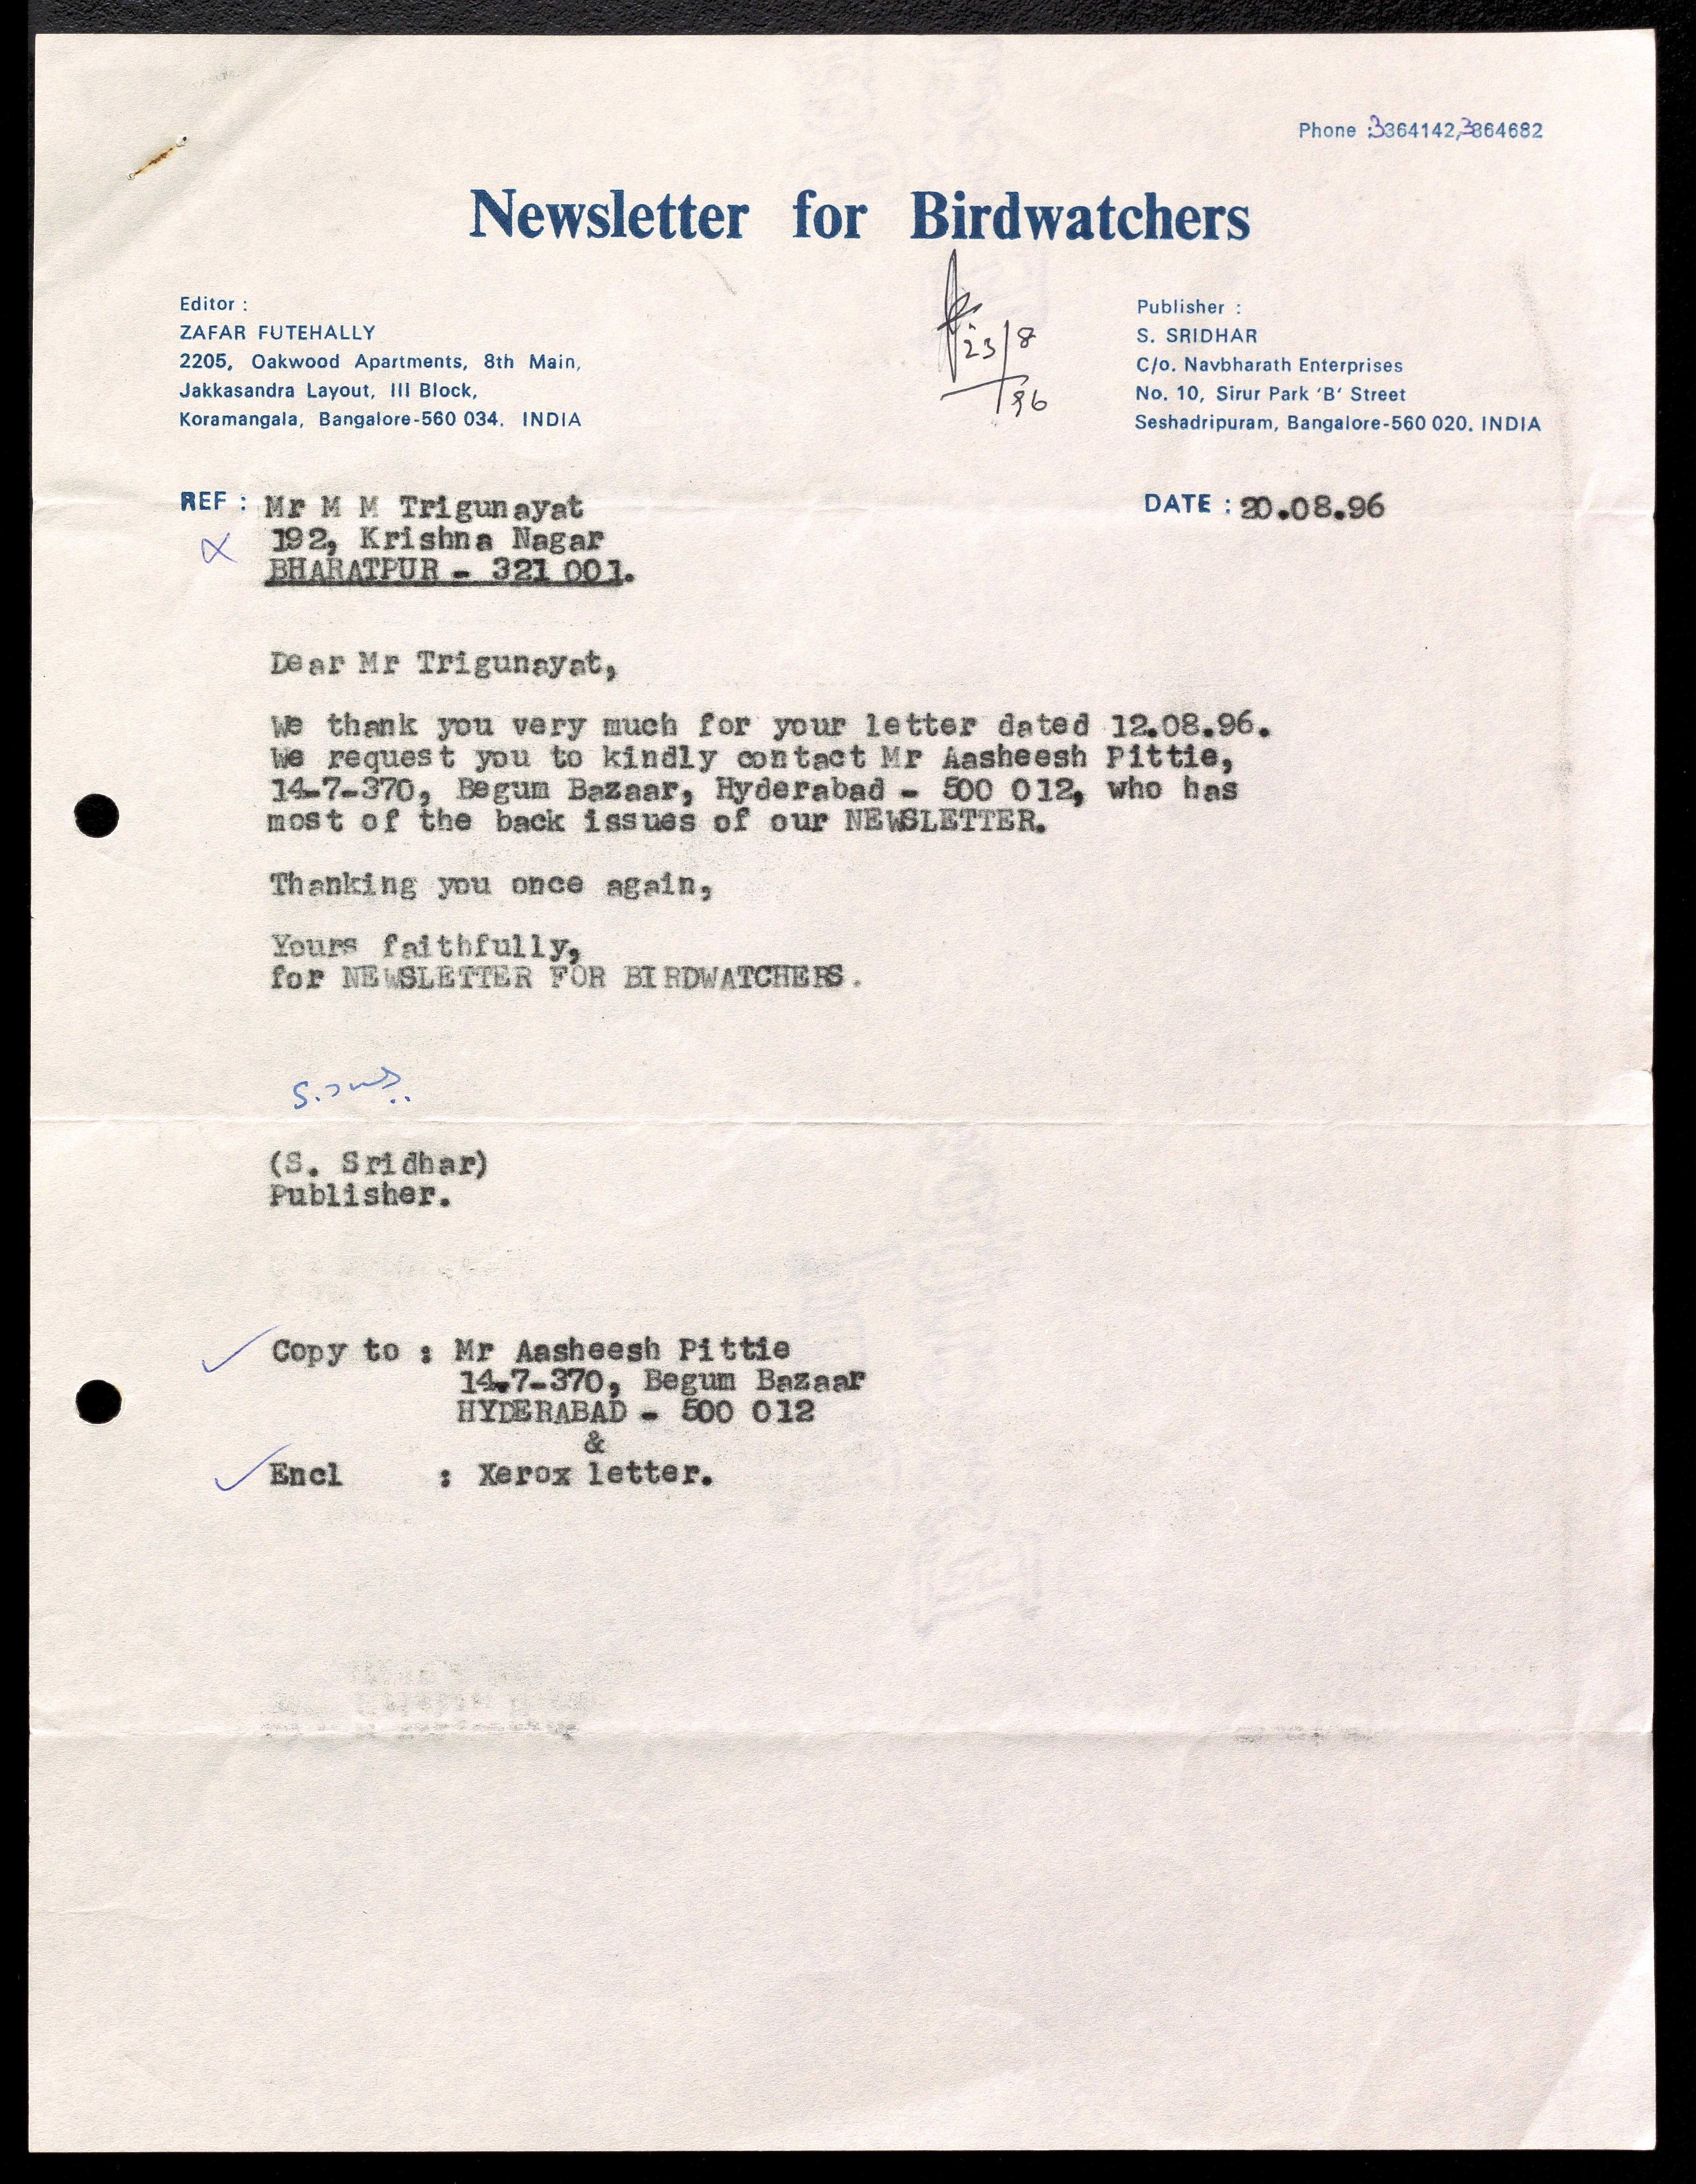 Phone : 3364142, 3864682
Newsletter for Birdwatchers
Editor :
ZAFAR FUTEHALLY
2205, Oakwood Apartments, 8th Main,
Jakkasandra Layout, III Block,
Koramangala, Bangalore-560 034. INDIA
23/8
/96
Publisher :
S. SRIDHAR
C/o. Navbharath Enterprises
No. 10, Sirur Park 'B' Street
Seshadripuram, Bangalore-560 020. INDIA
REF : Mr M M Trigunayat
192, Krishna Nagar
BHARATPUR - 321 001.
DATE : 20.08.96
Dear Mr Trigunayat,
We thank you very much for your letter dated 12.08.96.
We request you to kindly contact Mr Aasheesh Pittie,
14-7-370, Begum Bazaar, Hyderabad - 500 012, who has
most of the back issues of our NEWSLETTER.
Thanking you once again,
Yours faithfully,
for NEWSLETTER FOR BIRDWATCHERS.
(S. Sridhar)
Publisher.
Copy to : Mr Aasheesh Pittie
14-7-370, Begum Bazaar
HYDERABAD - 500 012
&
Encl : Xerox letter.